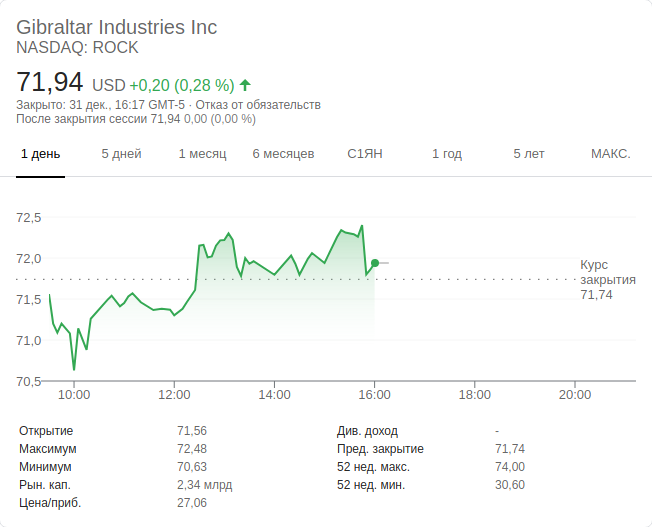 Gibraltar Industries Inc
NASDAQ: ROCK
71,94 USD +0,20 (0,28 %)
Закрыто: 31 дек., 16:17 GMT-5 · Отказ от обязательств
После закрытия сессии 71,94 0,00 (0,00 %)
1 день 5 дней 1 месяц 6 месяцев С1ЯН 1 год 5 лет МАКС.
72,5
72,0
Курс
закрытия
71,74
71,5
71,0
70,5
10:00 12:00 14:00 16:00 18:00 20:00
Открытие 71,56 Див. доход -
Максимум 72,48 Пред. закрытие 71,74
Минимум 70,63 52 нед. макс. 74,00
Рын. кап. 2,34 млрд 52 нед. мин. 30,60
Цена/приб. 27,06